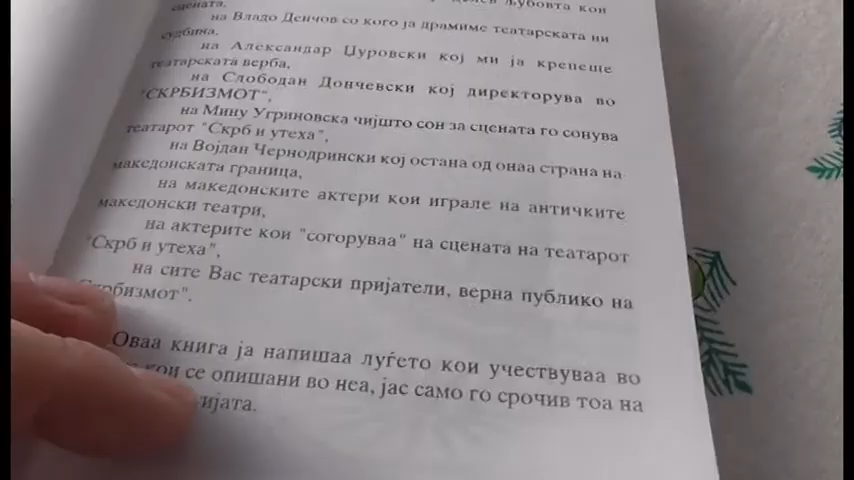 љубовта кон
сцената.
на Владо Денчов со кого ја драмиме театарската ни
судбина.
на Александар Џуровски кој ми ја крепеше
театарската верба,
на Слободан Дончевски кој директорува во
"СКРБИЗМОТ",
на Мину Угриновска чијшто сон за сцената го сонува
театарот "Скрб и утеха",
на Војдан Чернодрински кој остана од онаа страна на
македонската граница,
на македонските актери кои играле на античките
македонски театри,
на актерите кои "согоруваа" на сцената на театарот
"Скрб и утеха",
на сите Вас театарски пријатели, верна публико на
Скрбизмот".
Оваа книга ја напишаа луѓето кои учествуваа во
кои се опишани во неа, јас само го срочив тоа на